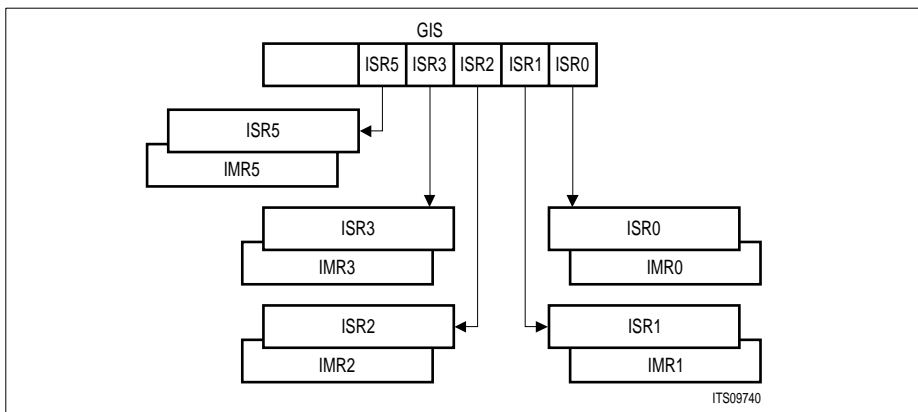 GIS
ISR5 ISR3 ISR2 ISR1 ISR0
ISR5
IMR5
ISR3
IMR3
ISR0
IMR0
ISR2
IMR2
ISR1
IMR1
ITS09740